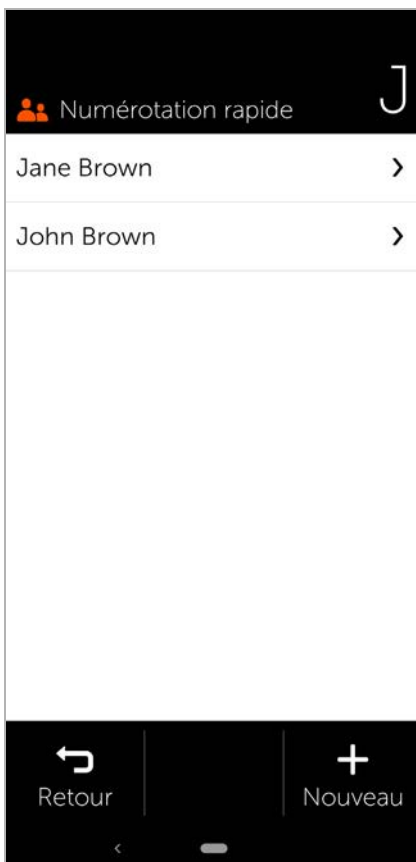 J
Numérotation rapide
Jane Brown
John Brown
Retour
Nouveau